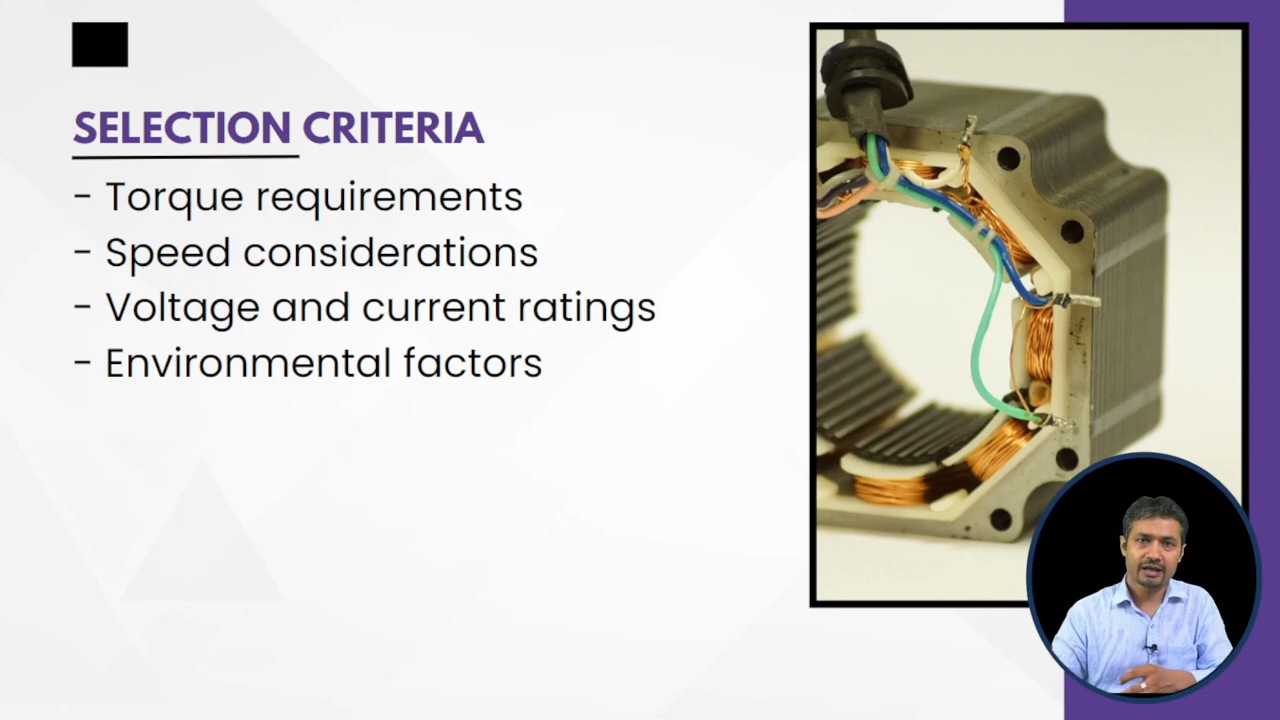 SELECTION CRITERIA
- Torque requirements
- Speed considerations
- Voltage and current ratings
- Environmental factors